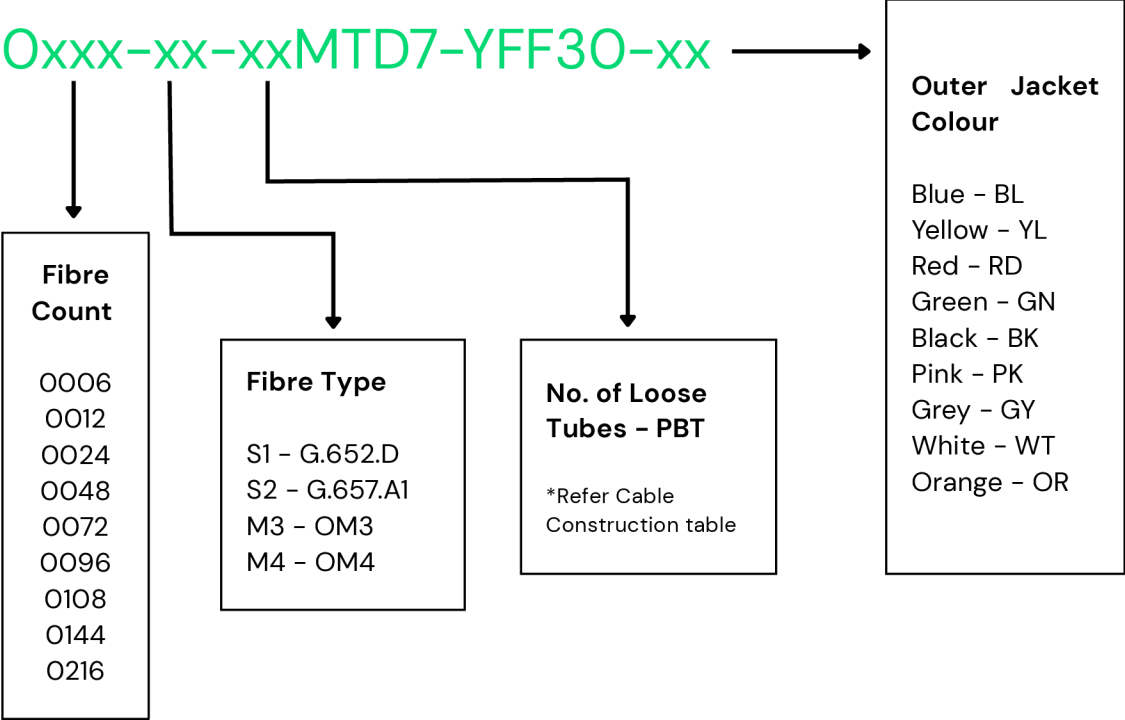 0xxx-xx-xxMTD7-YFF30-xx
Fibre
Count
0006
0012
0024
0048
0072
0096
0108
0144
0216
Fibre Type
S1 - G.652.D
S2 - G.657.A1
M3 - OM3
M4 - OM4
No. of Loose
Tubes - PBT
*Refer Cable
Construction table
Outer Jacket
Colour
Blue - BL
Yellow - YL
Red - RD
Green - GN
Black - BK
Pink - PK
Grey - GY
White - WT
Orange - OR